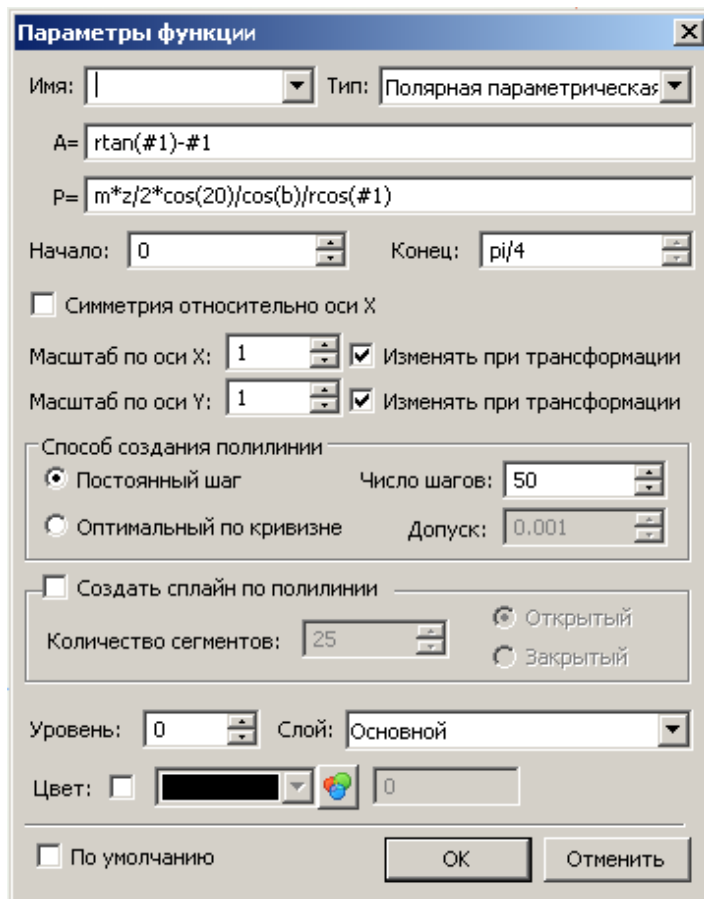 Параметры функции
Имя: Тип: Полярная параметрическая
A= rtan(#1)-#1
P= m*z/2*cos(20)/cos(b)/rcos(#1)
Начало: 0 Конец: pi/4
Симметрия относительно оси X
Масштаб по оси X: 1 Изменять при трансформации
Масштаб по оси Y: 1 Изменять при трансформации
Способ создания полилинии
Постоянный шаг Число шагов: 50
Оптимальный по кривизне Допуск: 0.001
Создать сплайн по полилинии
Количество сегментов: 25 Открытый
Закрытый
Уровень: 0 Слой: Основной
Цвет: 0
По умолчанию OK Отменить